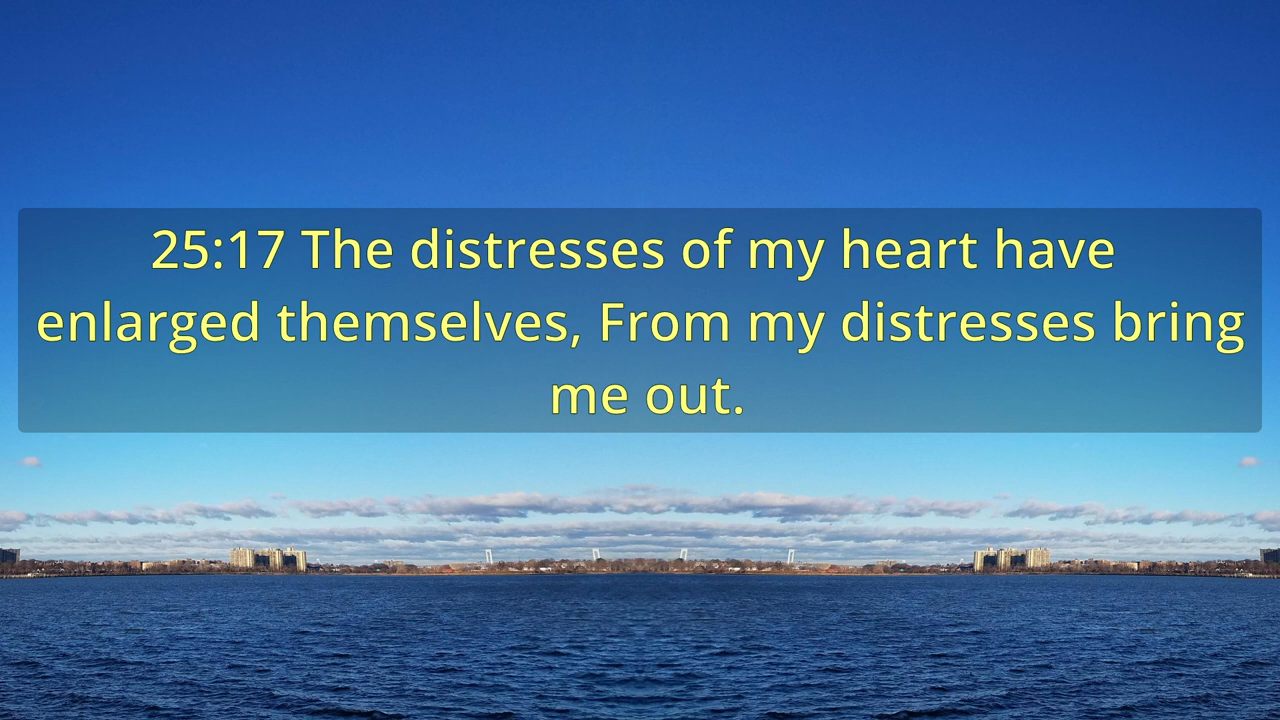 25:17 The distresses of my heart have
enlarged themselves, From my distresses bring
me out.